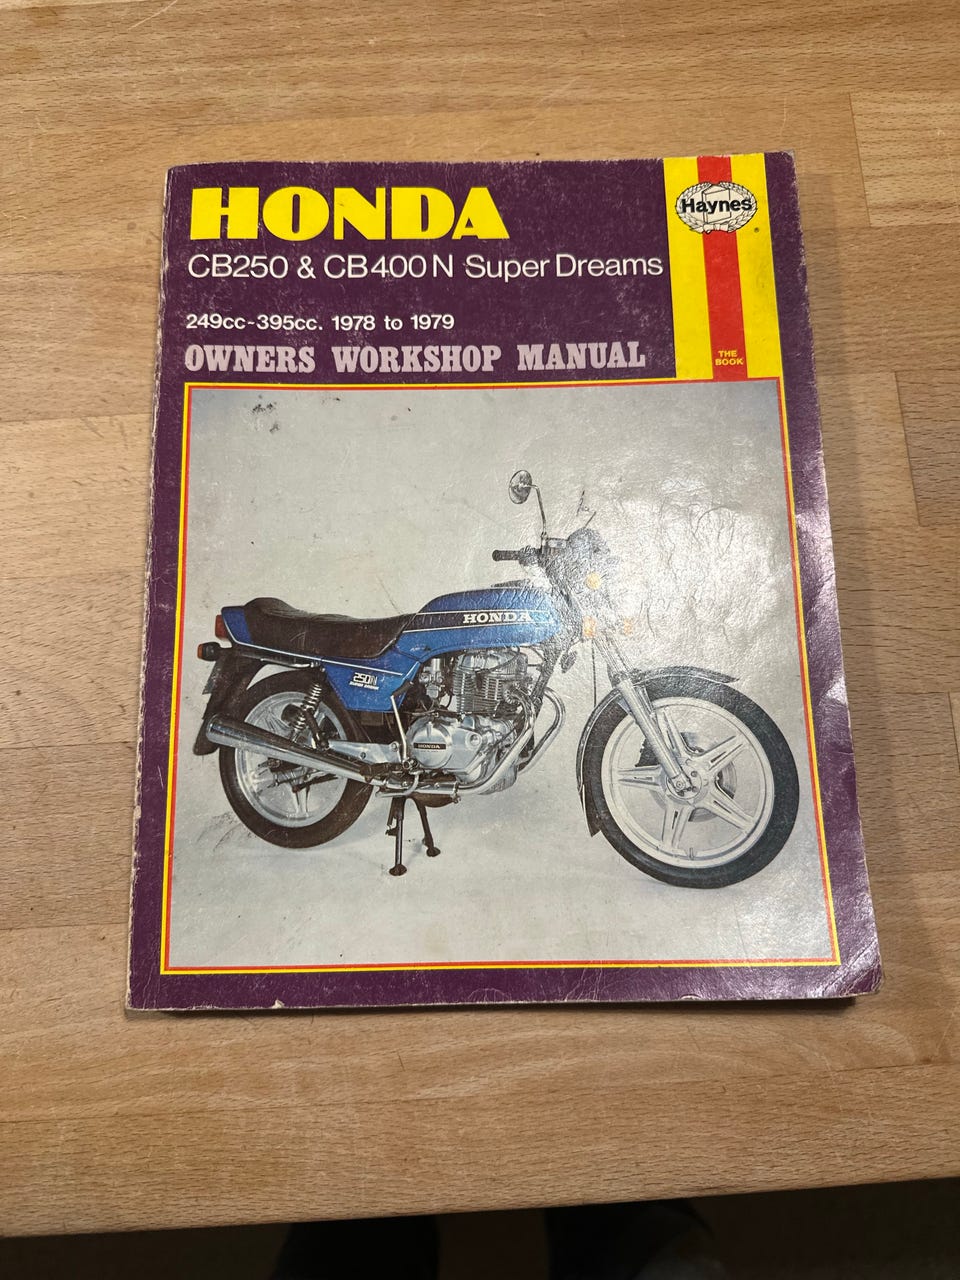 HONDA
CB250 & CB400N Super Dreams
249cc-395cc. 1978 to 1979
OWNERS WORKSHOP MANUAL
Haynes
®
THE
BOOK
HONDA
250N
HONDA